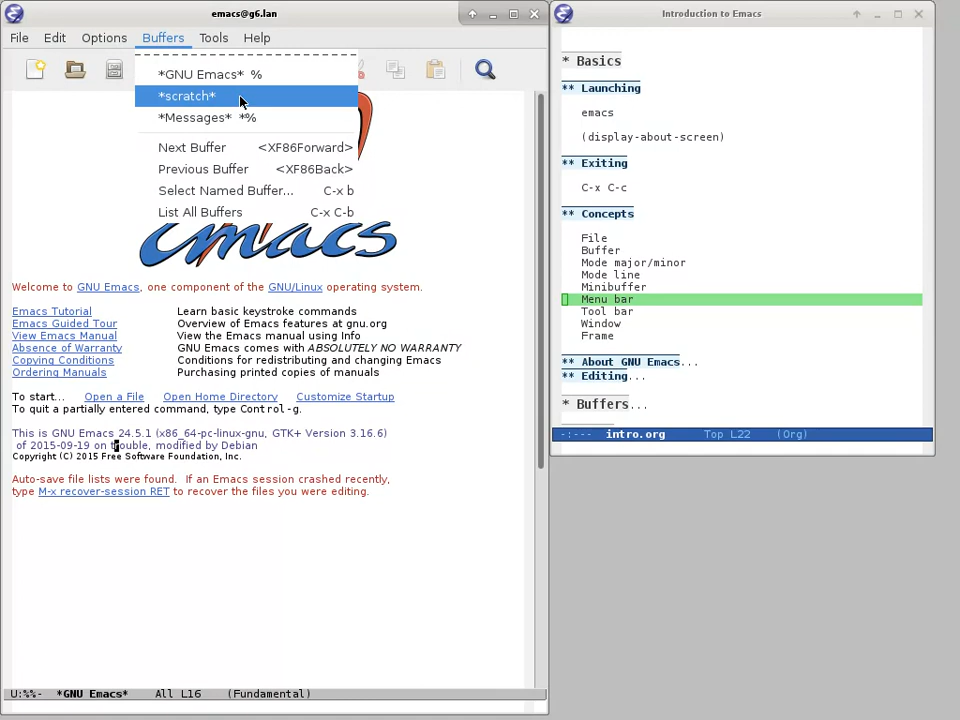 emacs@g6.lan
File Edit Options Buffers Tools Help
*GNU Emacs* %
*scratch*
*Messages* *%
Next Buffer <XF86Forward>
Previous Buffer <XF86Back>
Select Named Buffer... C-x b
List All Buffers C-x C-b
emacs
Welcome to GNU Emacs, one component of the GNU/Linux operating system.
Emacs Tutorial Learn basic keystroke commands
Emacs Guided Tour Overview of Emacs features at gnu.org
View Emacs Manual View the Emacs manual using Info
Absence of Warranty GNU Emacs comes with ABSOLUTELY NO WARRANTY
Copying Conditions Conditions for redistributing and changing Emacs
Ordering Manuals Purchasing printed copies of manuals
To start... Open a File Open Home Directory Customize Startup
To quit a partially entered command, type Control-g.
This is GNU Emacs 24.5.1 (x86_64-pc-linux-gnu, GTK+ Version 3.16.6)
of 2015-09-19 on trouble, modified by Debian
Copyright (C) 2015 Free Software Foundation, Inc.
Auto-save file lists were found. If an Emacs session crashed recently,
type M-x recover-session RET to recover the files you were editing.
U:%%- *GNU Emacs* All L16 (Fundamental)
Introduction to Emacs
* Basics
** Launching
emacs
(display-about-screen)
** Exiting
C-x C-c
** Concepts
File
Buffer
Mode major/minor
Mode line
Minibuffer
Menu bar
Tool bar
Window
Frame
** About GNU Emacs...
** Editing...
* Buffers...
-:--- intro.org Top L22 (Org)